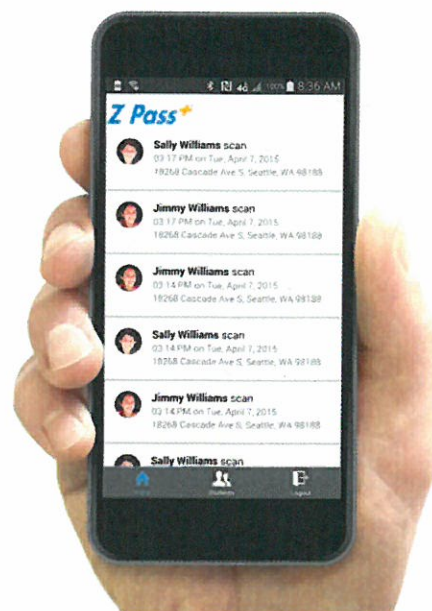 4G 100% 8:36 AM
Z Pass+
Sally Williams scan
03:17 PM on Tue, April 7, 2015
18268 Cascade Ave S, Seattle, WA 98188
Jimmy Williams scan
03:17 PM on Tue, April 7, 2015
18268 Cascade Ave S, Seattle, WA 98188
Jimmy Williams scan
03:14 PM on Tue, April 7, 2015
18268 Cascade Ave S, Seattle, WA 98188
Sally Williams scan
03:14 PM on Tue, April 7, 2015
18268 Cascade Ave S, Seattle, WA 98188
Jimmy Williams scan
03:14 PM on Tue, April 7, 2015
18268 Cascade Ave S, Seattle, WA 98188
Sally Williams scan
Students Logout